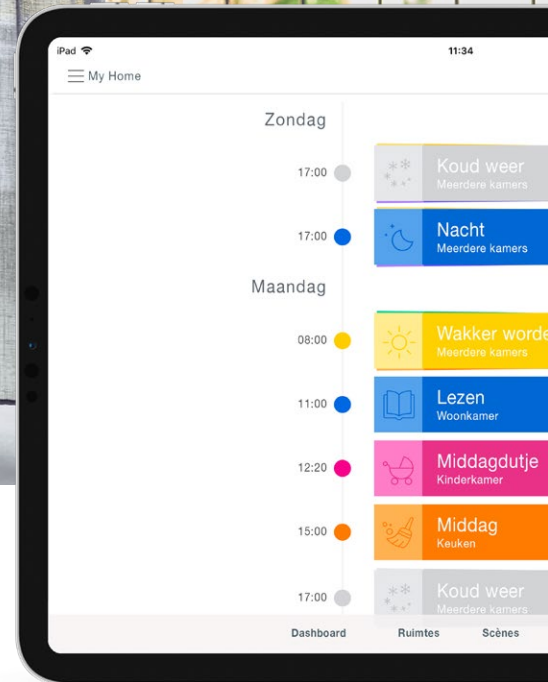 iPad
11:34
My Home
Zondag
17:00
Koud weer
Meerdere kamers
17:00
Nacht
Meerdere kamers
Maandag
08:00
Wakker worde
Meerdere kamers
11:00
Lezen
Woonkamer
12:20
Middagdutje
Kinderkamer
15:00
Middag
Keuken
17:00
Koud weer
Meerdere kamers
Dashboard
Ruimtes
Scènes